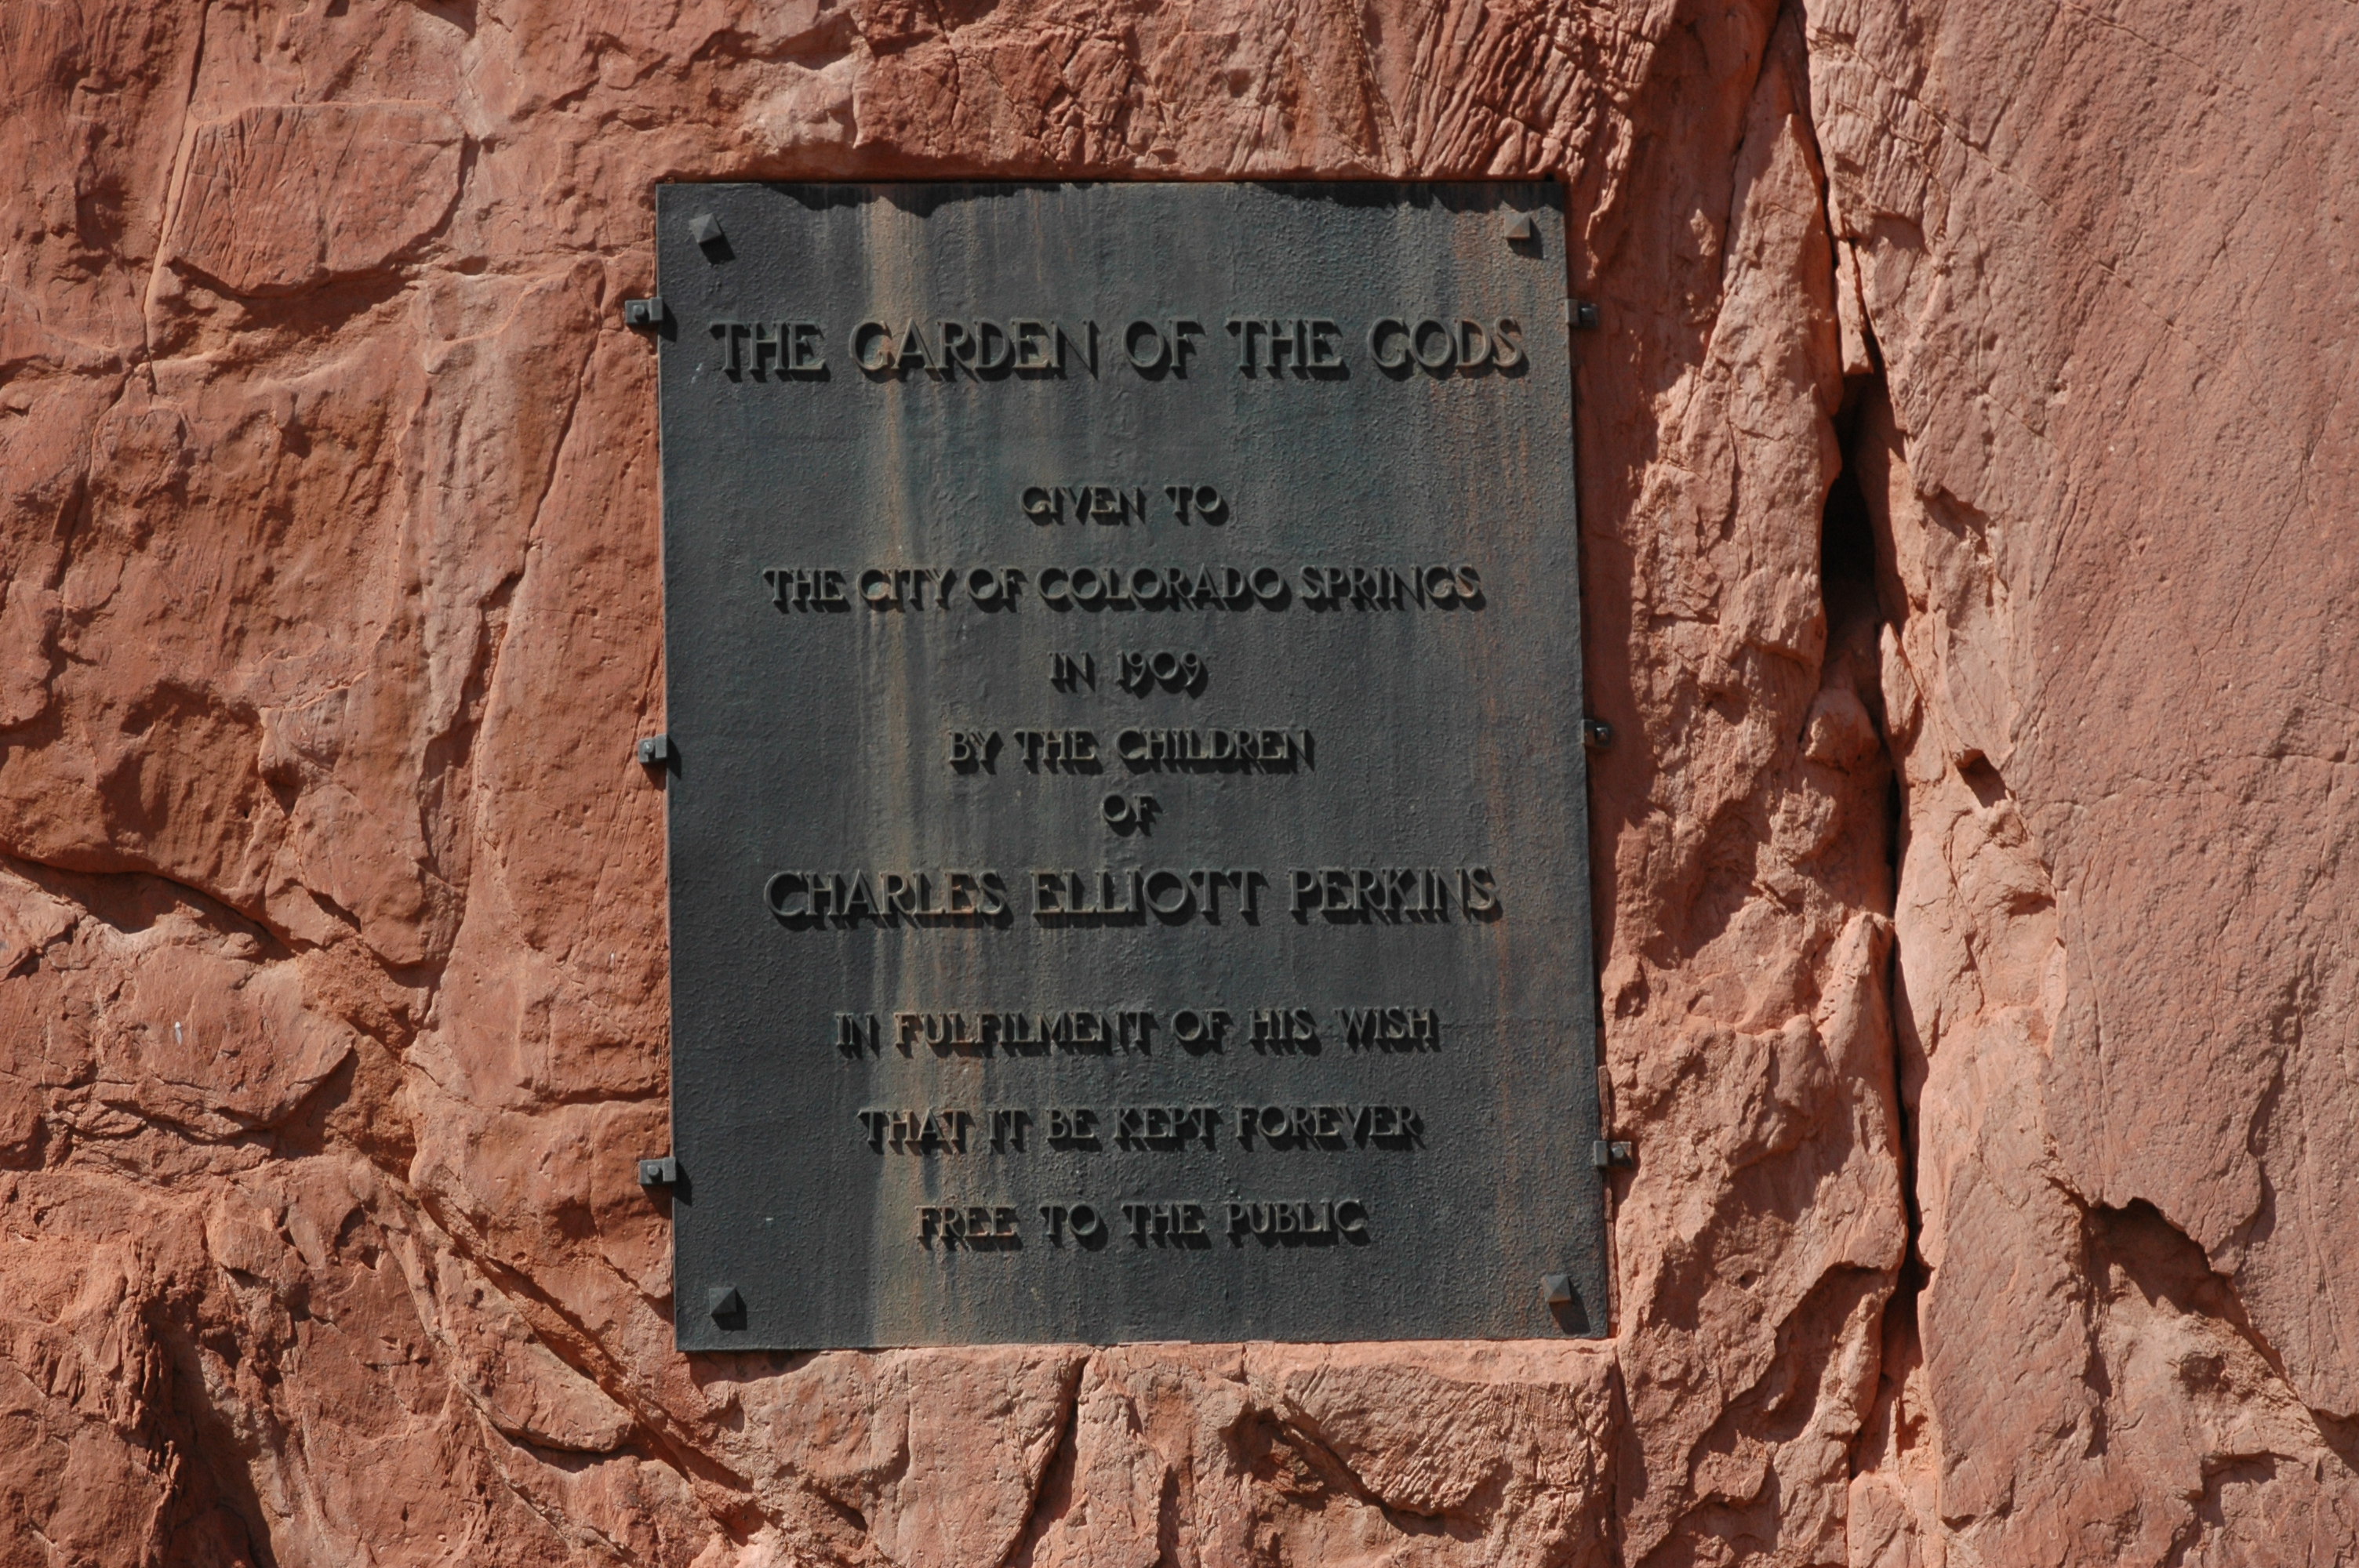 THE GARDEN OF THE GODS
GIVEN TO
THE CITY OF COLORADO SPRINGS
IN 1909
BY THE CHILDREN
OF
CHARLES ELLIOTT PERKINS
IN FULFILMENT OF HIS WISH
THAT IT BE KEPT FOREVER
FREE TO THE PUBLIC